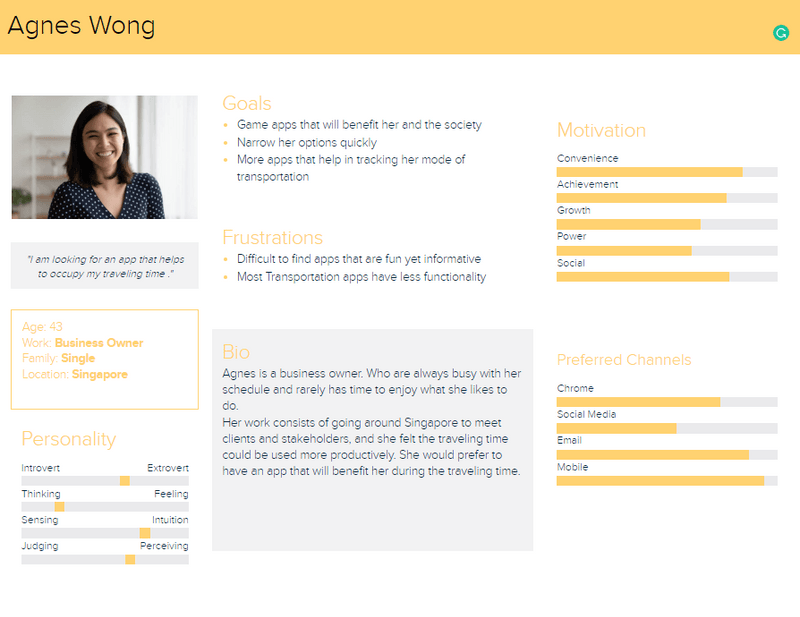 Agnes Wong
"I am looking for an app that helps
to occupy my traveling time ."
Age: 43
Work: Business Owner
Family: Single
Location: Singapore
Personality
Introvert Extrovert
Thinking Feeling
Sensing Intuition
Judging Perceiving
Goals
Game apps that will benefit her and the society
Narrow her options quickly
More apps that help in tracking her mode of
transportation
Frustrations
Difficult to find apps that are fun yet informative
Most Transportation apps have less functionality
Bio
Agnes is a business owner. Who are always busy with her
schedule and rarely has time to enjoy what she likes to
do.
Her work consists of going around Singapore to meet
clients and stakeholders, and she felt the traveling time
could be used more productively. She would prefer to
have an app that will benefit her during the traveling time.
Motivation
Convenience
Achievement
Growth
Power
Social
Preferred Channels
Chrome
Social Media
Email
Mobile